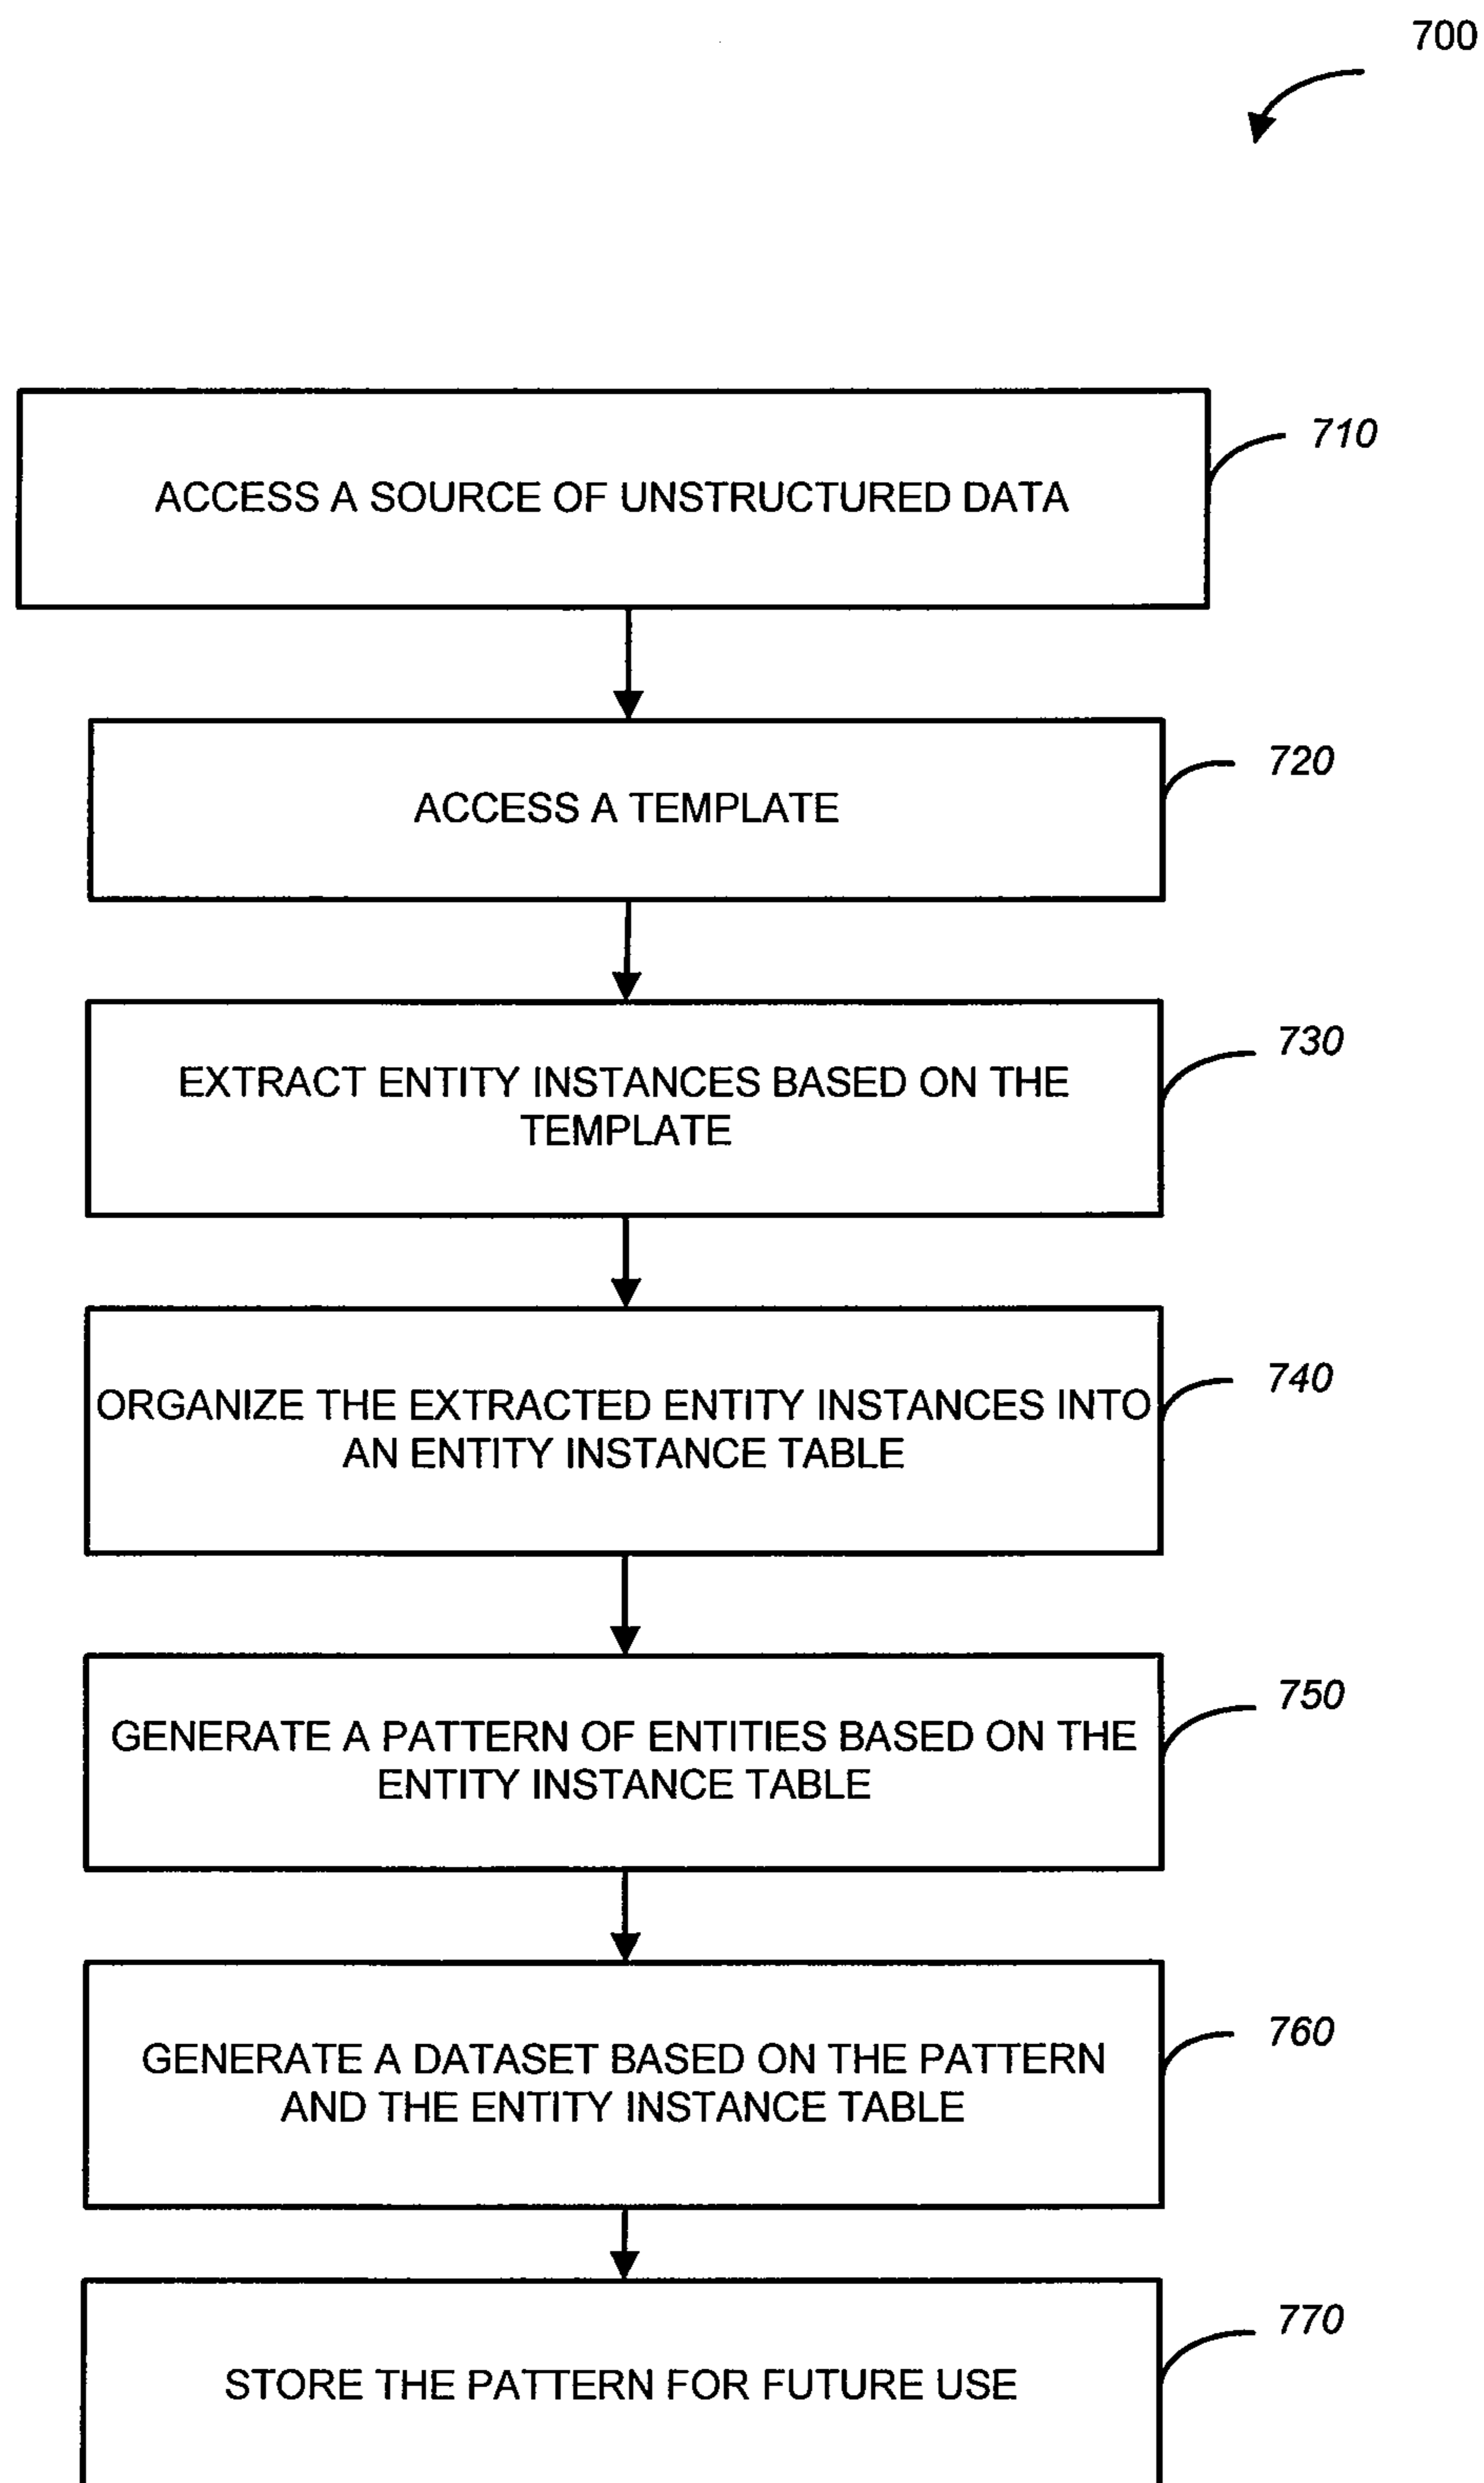 700
ACCESS A SOURCE OF UNSTRUCTURED DATA
710
ACCESS A TEMPLATE
720
EXTRACT ENTITY INSTANCES BASED ON THE
TEMPLATE
730
ORGANIZE THE EXTRACTED ENTITY INSTANCES INTO
AN ENTITY INSTANCE TABLE
740
GENERATE A PATTERN OF ENTITIES BASED ON THE
ENTITY INSTANCE TABLE
750
GENERATE A DATASET BASED ON THE PATTERN
AND THE ENTITY INSTANCE TABLE
760
STORE THE PATTERN FOR FUTURE USE
770